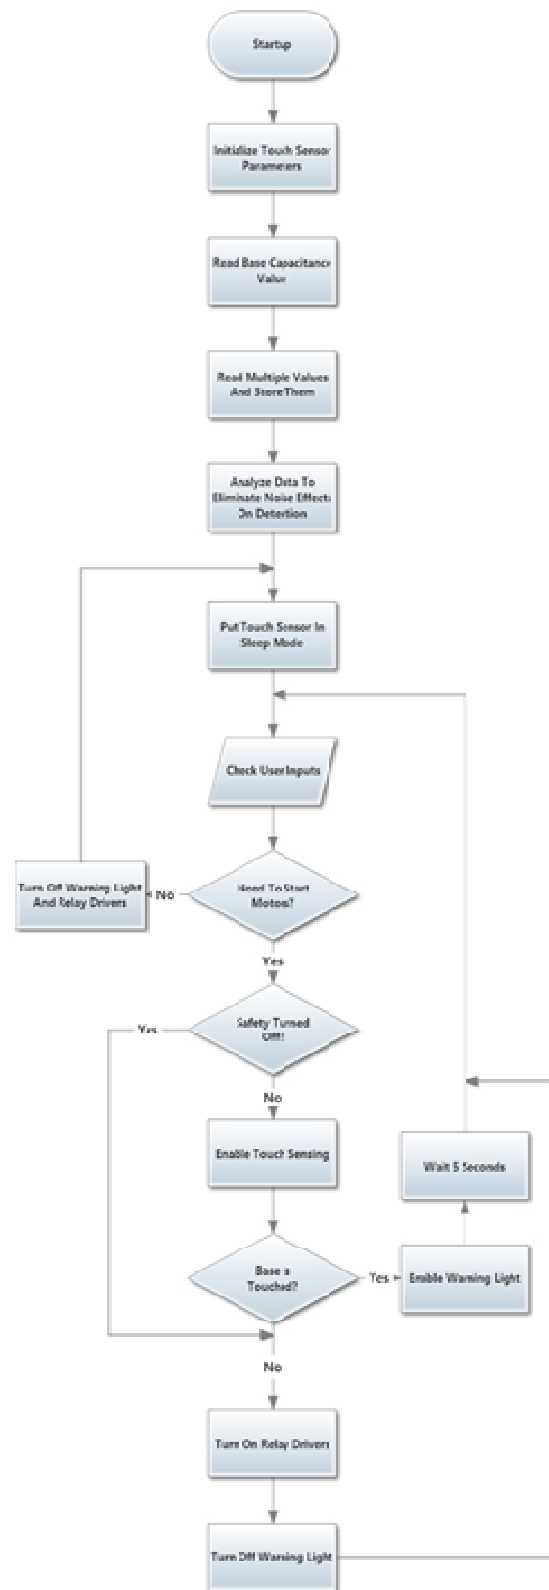 Startup
Initialize Touch Sensor
Parameters
Read Base Capacitance
Value
Read Multiple Values
And Store Them
Analyze Data To
Eliminate Noise Effects
On Detection
Put Touch Sensor In
Sleep Mode
Check User Inputs
Turn Off Warning Light
And Relay Drivers
No
Need To Start
Motors?
Yes
Safety Turned
Off?
Yes
No
Enable Touch Sensing
Wait 5 Seconds
Base is
Touched?
Yes
Enable Warning Light
No
Turn On Relay Drivers
Turn Off Warning Light